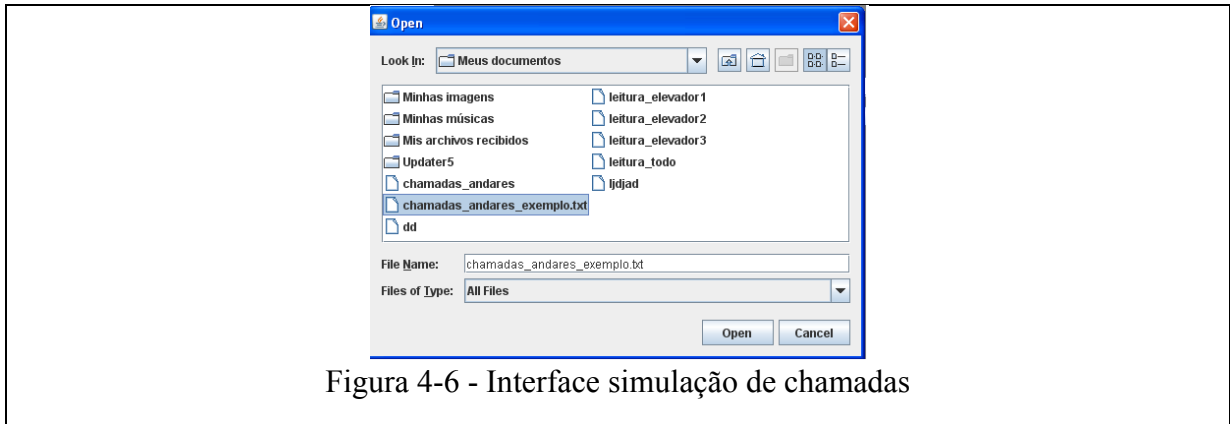 Open
Look In: Meus documentos
Minhas imagens
Minhas músicas
Mis archivos recibidos
Updater5
chamadas_andares
chamadas_andares_exemplo.txt
dd
leitura_elevador1
leitura_elevador2
leitura_elevador3
leitura_todo
ljdjad
File Name: chamadas_andares_exemplo.txt
Files of Type: All Files
Open Cancel
Figura 4-6 - Interface simulação de chamadas